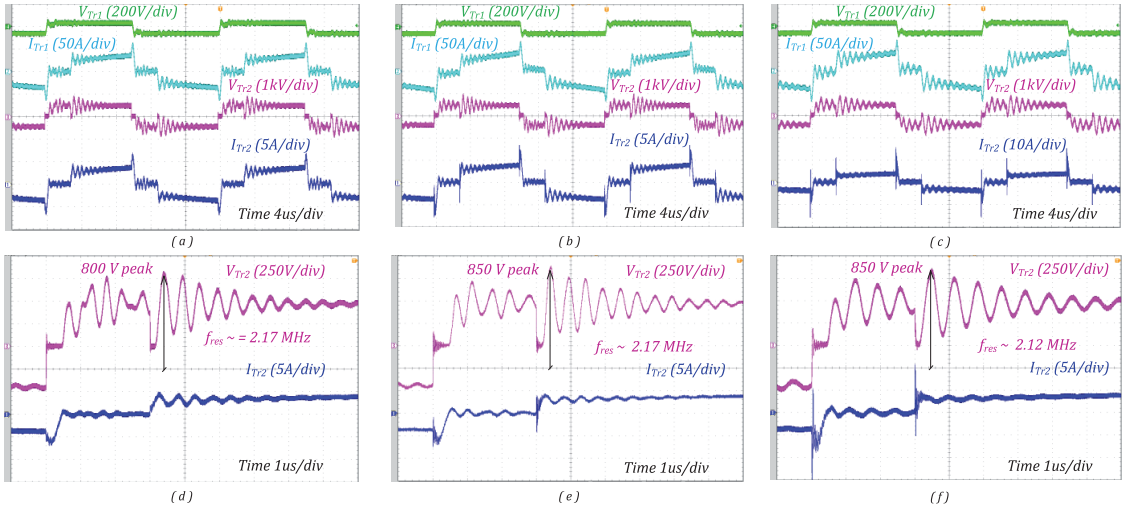 V_Tr1 (200V/div)
I_Tr1 (50A/div)
V_Tr2 (1kV/div)
I_Tr2 (5A/div)
Time 4us/div
(a)
V_Tr1 (200V/div)
I_Tr1 (50A/div)
V_Tr2 (1kV/div)
I_Tr2 (5A/div)
Time 4us/div
(b)
V_Tr1 (200V/div)
I_Tr1 (50A/div)
V_Tr2 (1kV/div)
I_Tr2 (10A/div)
Time 4us/div
(c)
800 V peak
V_Tr2 (250V/div)
f_res ~ = 2.17 MHz
I_Tr2 (5A/div)
Time 1us/div
(d)
850 V peak
V_Tr2 (250V/div)
f_res ~ 2.17 MHz
I_Tr2 (5A/div)
Time 1us/div
(e)
850 V peak
V_Tr2 (250V/div)
f_res ~ 2.12 MHz
I_Tr2 (5A/div)
Time 1us/div
(f)